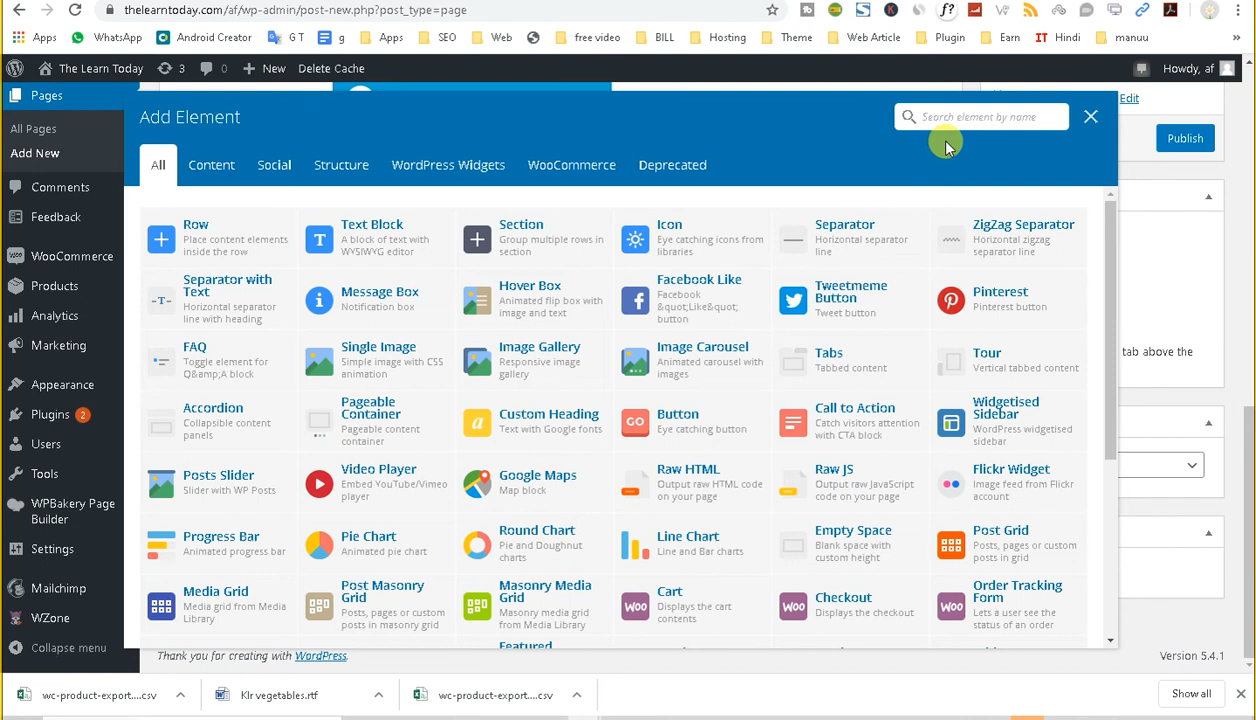 thelearntoday.com/af/wp-admin/post-new.php?post_type=page
Apps WhatsApp Android Creator G T g Apps SEO Web free video BILL Hosting Theme Web Article Plugin Earn IT Hindi manuu »
The Learn Today 3 0 New Delete Cache Howdy, af
Pages
All Pages
Add New
Comments
Feedback
WooCommerce
Products
Analytics
Marketing
Appearance
Plugins 2
Users
Tools
WPBakery Page
Builder
Settings
Mailchimp
WZone
Collapse menu
Add Element Search element by name
All Content Social Structure WordPress Widgets WooCommerce Deprecated
Row
Place content elements
inside the row
Text Block
A block of text with
WYSIWYG editor
Section
Group multiple rows in
section
Icon
Eye catching icons from
libraries
Separator
Horizontal separator
line
ZigZag Separator
Horizontal zigzag
separator line
Separator with
Text
Horizontal separator
line with heading
Message Box
Notification box
Hover Box
Animated flip box with
image and text
Facebook Like
Facebook
&quot;Like&quot;
button
Tweetmeme
Button
Tweet button
Pinterest
Pinterest button
FAQ
Toggle element for
Q&amp;A block
Single Image
Simple image with CSS
animation
Image Gallery
Responsive image
gallery
Image Carousel
Animated carousel with
images
Tabs
Tabbed content
Tour
Vertical tabbed content
Accordion
Collapsible content
panels
Pageable
Container
Pageable content
container
Custom Heading
Text with Google fonts
GO
Button
Eye catching button
Call to Action
Catch visitors attention
with CTA block
Widgetised
Sidebar
WordPress widgetised
sidebar
Posts Slider
Slider with WP Posts
Video Player
Embed YouTube/Vimeo
player
Google Maps
Map block
Raw HTML
Output raw HTML code
on your page
Raw JS
Output raw JavaScript
code on your page
Flickr Widget
Image feed from Flickr
account
Progress Bar
Animated progress bar
Pie Chart
Animated pie chart
Round Chart
Pie and Doughnut
charts
Line Chart
Line and Bar charts
Empty Space
Blank space with
custom height
Post Grid
Posts, pages or custom
posts in grid
Media Grid
Media grid from Media
Library
Post Masonry
Grid
Posts, pages or custom
posts in masonry grid
Masonry Media
Grid
Masonry media grid
from Media Library
Woo
Cart
Displays the cart
contents
Woo
Checkout
Displays the checkout
Woo
Order Tracking
Form
Lets a user see the
status of an order
Featured
Edit
Publish
tab above the
Thank you for creating with WordPress.
Version 5.4.1
wc-product-export....csv Klr vegetables.rtf wc-product-export....csv Show all